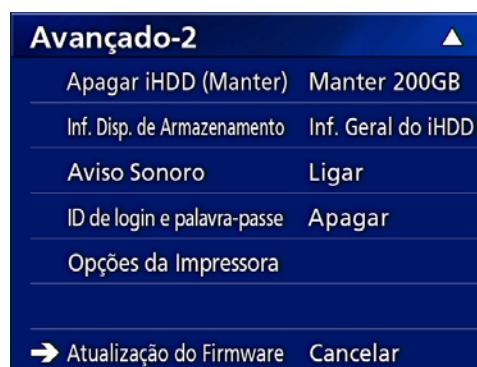 Avançado-2
Apagar iHDD (Manter) Manter 200GB
Inf. Disp. de Armazenamento Inf. Geral do iHDD
Aviso Sonoro Ligar
ID de login e palavra-passe Apagar
Opções da Impressora
Atualização do Firmware Cancelar